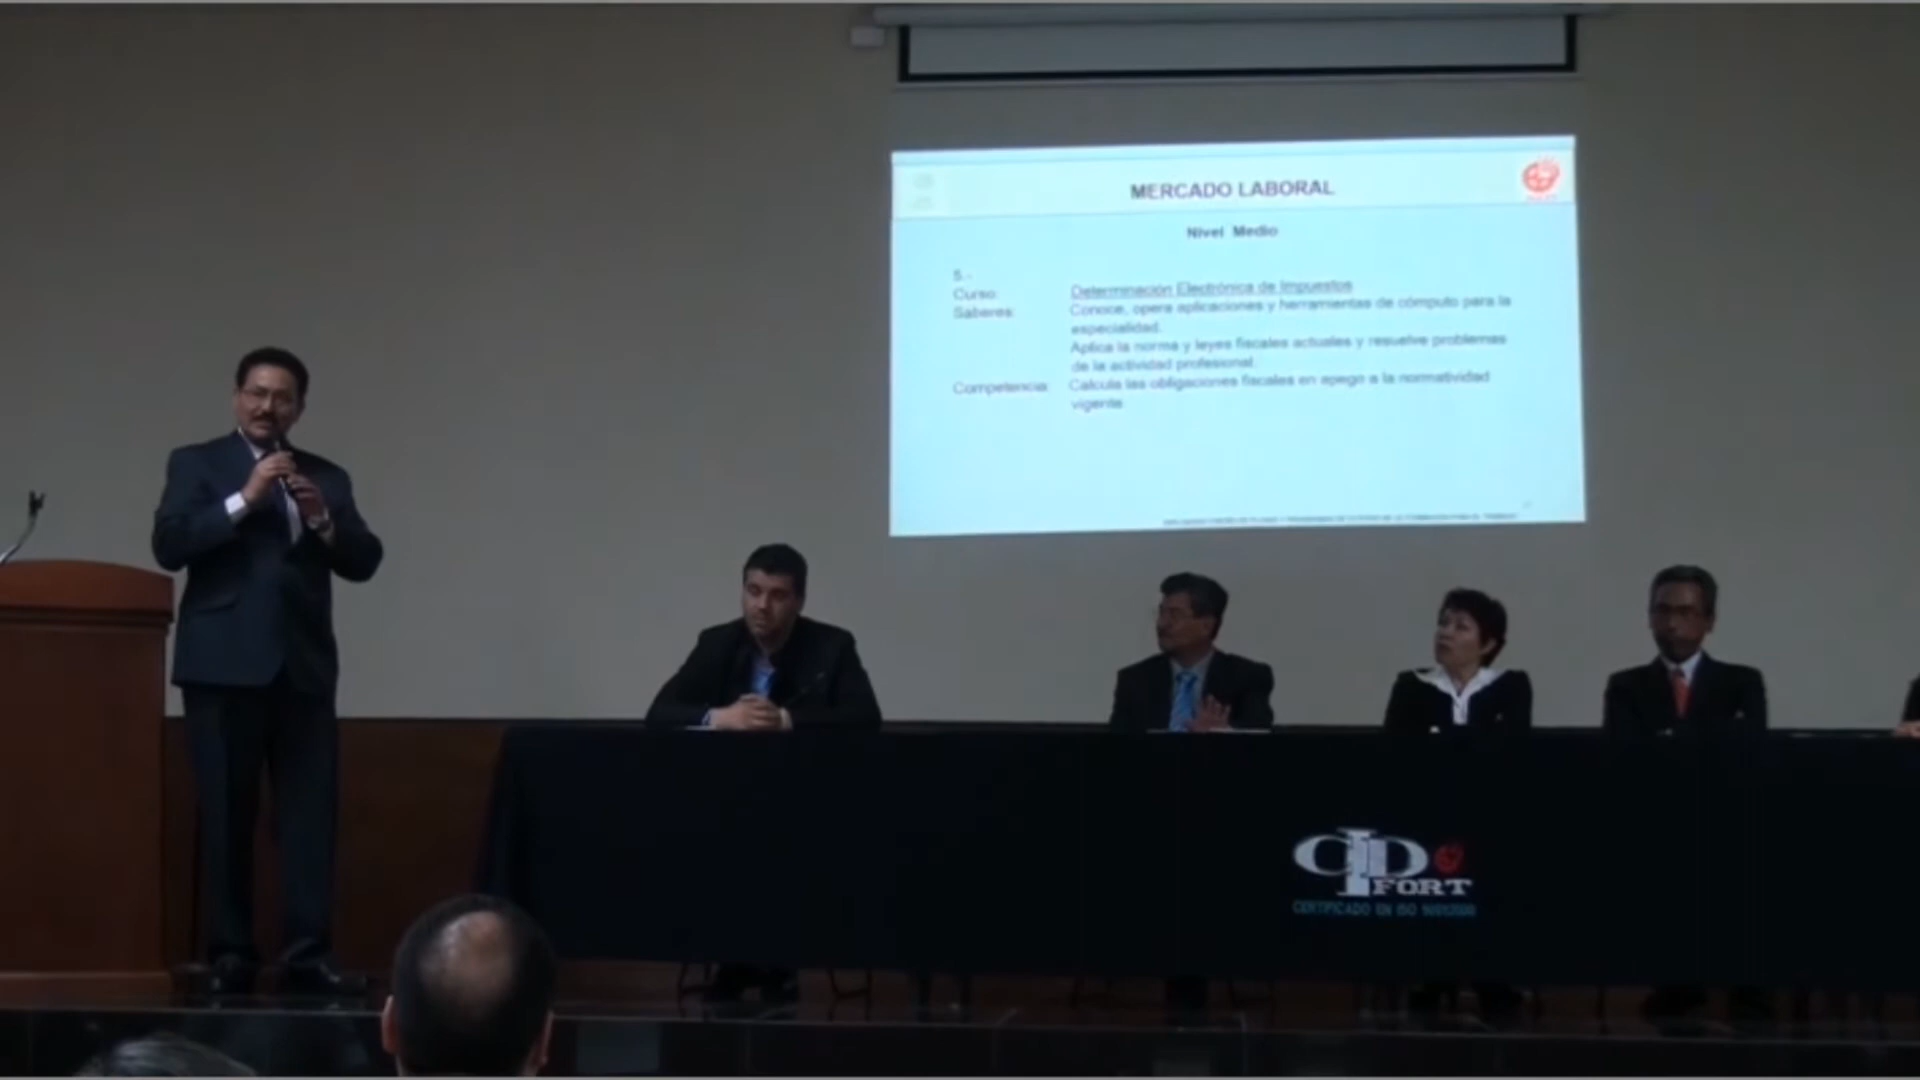 MERCADO LABORAL
Nivel Medio
5.-
Curso: Determinación Electrónica de Impuestos
Saberes: Conoce, opera aplicaciones y herramientas de cómputo para la
especialidad.
Aplica la norma y leyes fiscales actuales y resuelve problemas
de la actividad profesional.
Competencia: Calcula las obligaciones fiscales en apego a la normatividad
vigente
FORT
CERTIFICADO EN ISO